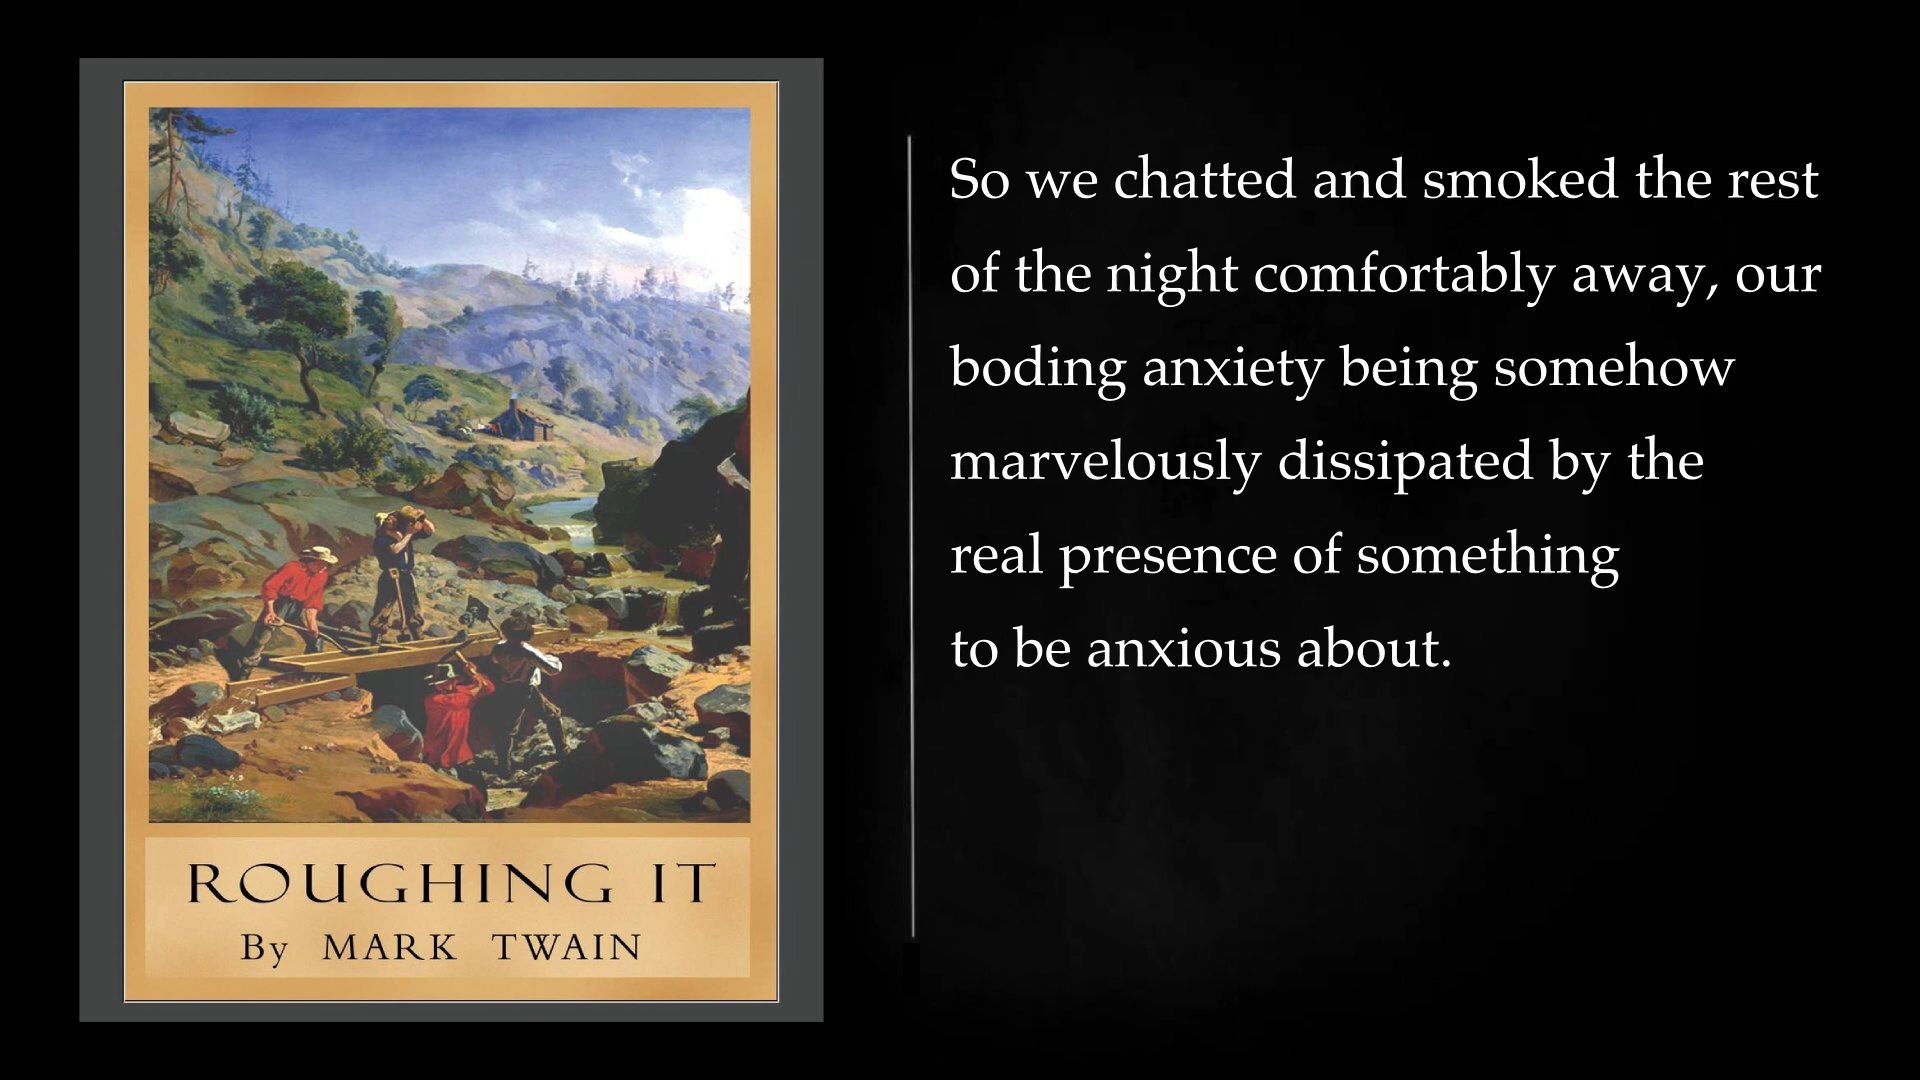 ROUGHING IT
By MARK TWAIN
So we chatted and smoked the rest
of the night comfortably away, our
boding anxiety being somehow
marvelously dissipated by the
real presence of something
to be anxious about.